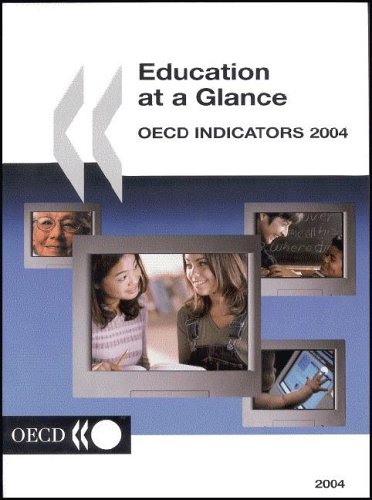 Education
at a Glance
OECD INDICATORS 2004
OECD
2004